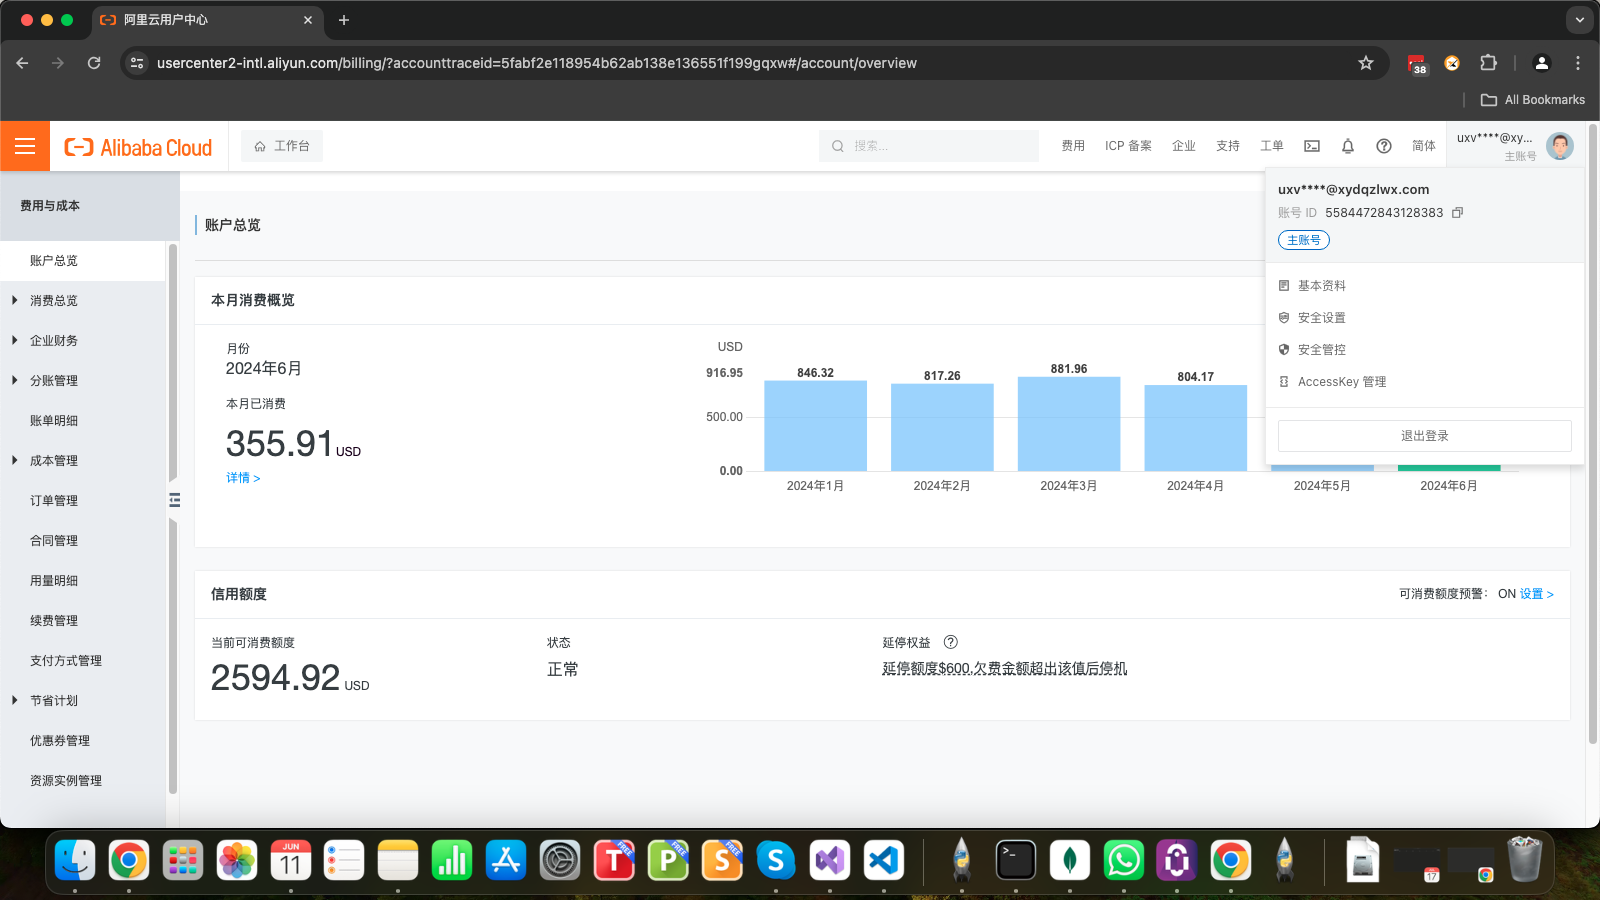 阿里云用户中心
usercenter2-intl.aliyun.com/billing/?accounttraceid=5fabf2e118954b62ab138e136551f199gqxw#/account/overview
38
All Bookmarks
Alibaba Cloud
工作台
搜索...
费用
ICP 备案
企业
支持
工单
简体
uxv****@xy...
主账号
uxv****@xydqzlwx.com
账号 ID 5584472843128383
主账号
基本资料
安全设置
安全管控
AccessKey 管理
退出登录
费用与成本
账户总览
消费总览
企业财务
分账管理
账单明细
成本管理
订单管理
合同管理
用量明细
续费管理
支付方式管理
节省计划
优惠券管理
资源实例管理
账户总览
本月消费概览
月份
2024年6月
本月已消费
355.91 USD
详情 >
USD
916.95
500.00
0.00
846.32
817.26
881.96
804.17
2024年1月
2024年2月
2024年3月
2024年4月
2024年5月
2024年6月
信用额度
可消费额度预警： ON 设置 >
当前可消费额度
2594.92 USD
状态
正常
延停权益
延停额度$600,欠费金额超出该值后停机
JUN
11
T
FREE
P
FREE
S
FREE
S
17